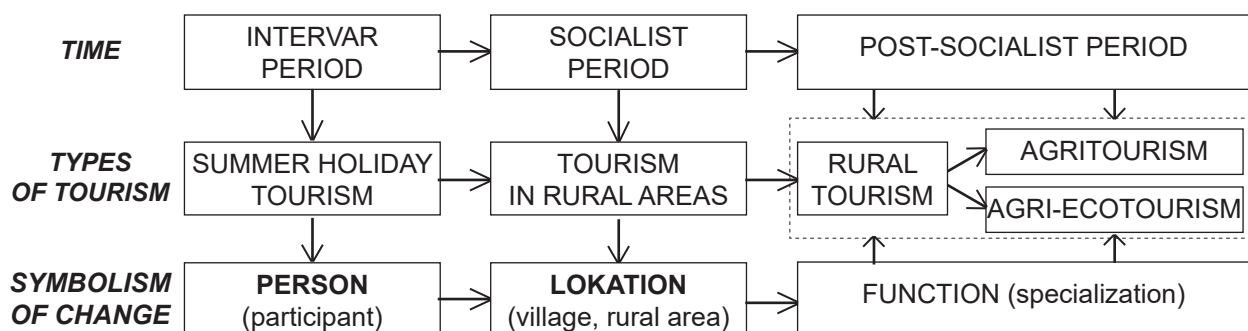 TIME
INTERVAR
PERIOD
SOCIALIST
PERIOD
POST-SOCIALIST PERIOD
TYPES
OF TOURISM
SUMMER HOLIDAY
TOURISM
TOURISM
IN RURAL AREAS
RURAL
TOURISM
AGRITOURISM
AGRI-ECOTOURISM
SYMBOLISM
OF CHANGE
PERSON
(participant)
LOKATION
(village, rural area)
FUNCTION (specialization)